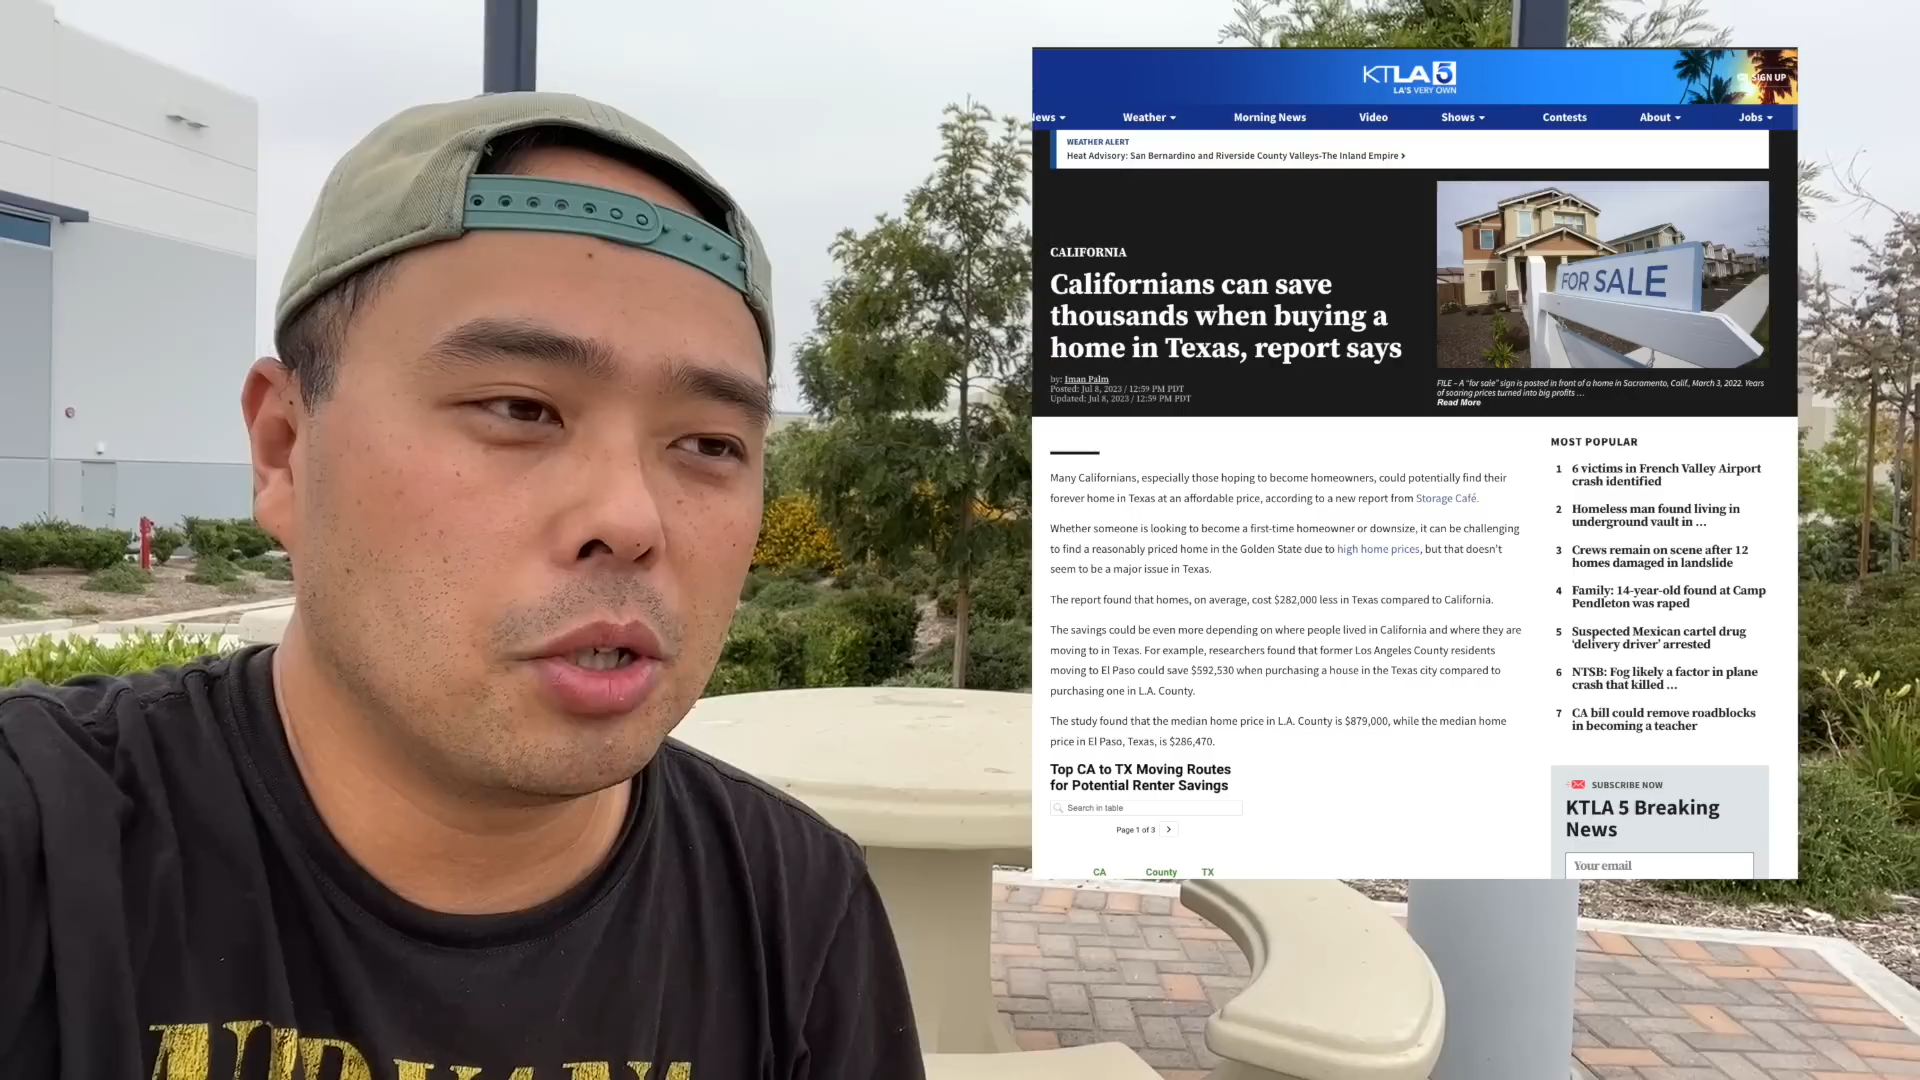 KTLA 5
LA'S VERY OWN
SIGN UP
News
Weather
Morning News
Video
Shows
Contests
About
Jobs
WEATHER ALERT
Heat Advisory: San Bernardino and Riverside County Valleys-The Inland Empire
CALIFORNIA
Californians can save
thousands when buying a
home in Texas, report says
by: Iman Palm
Posted: Jul 8, 2023 / 12:59 PM PDT
Updated: Jul 8, 2023 / 12:59 PM PDT
FOR SALE
FILE – A "for sale" sign is posted in front of a home in Sacramento, Calif., March 3, 2022. Years
of soaring prices turned into big profits …
Read More
Many Californians, especially those hoping to become homeowners, could potentially find their
forever home in Texas at an affordable price, according to a new report from Storage Café.
Whether someone is looking to become a first-time homeowner or downsize, it can be challenging
to find a reasonably priced home in the Golden State due to high home prices, but that doesn't
seem to be a major issue in Texas.
The report found that homes, on average, cost $282,000 less in Texas compared to California.
The savings could be even more depending on where people lived in California and where they are
moving to in Texas. For example, researchers found that former Los Angeles County residents
moving to El Paso could save $592,530 when purchasing a house in the Texas city compared to
purchasing one in L.A. County.
The study found that the median home price in L.A. County is $879,000, while the median home
price in El Paso, Texas, is $286,470.
Top CA to TX Moving Routes
for Potential Renter Savings
Search in table
Page 1 of 3
CA County TX
MOST POPULAR
1 6 victims in French Valley Airport
crash identified
2 Homeless man found living in
underground vault in …
3 Crews remain on scene after 12
homes damaged in landslide
4 Family: 14-year-old found at Camp
Pendleton was raped
5 Suspected Mexican cartel drug
'delivery driver' arrested
6 NTSB: Fog likely a factor in plane
crash that killed …
7 CA bill could remove roadblocks
in becoming a teacher
SUBSCRIBE NOW
KTLA 5 Breaking
News
Your email
NIRVANA